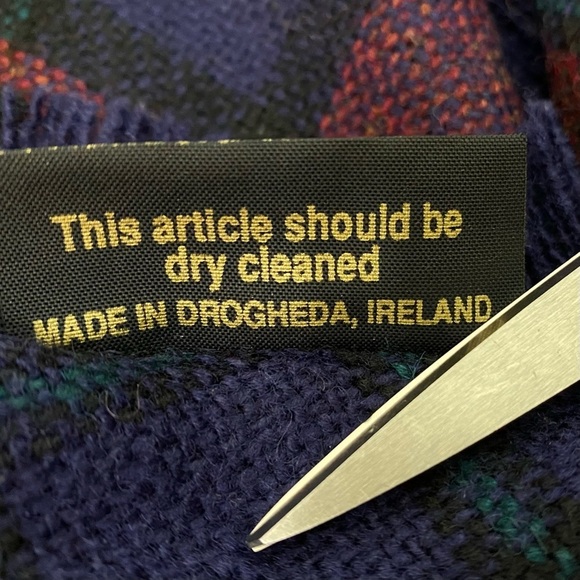 This article should be
dry cleaned
MADE IN DROGHEDA, IRELAND